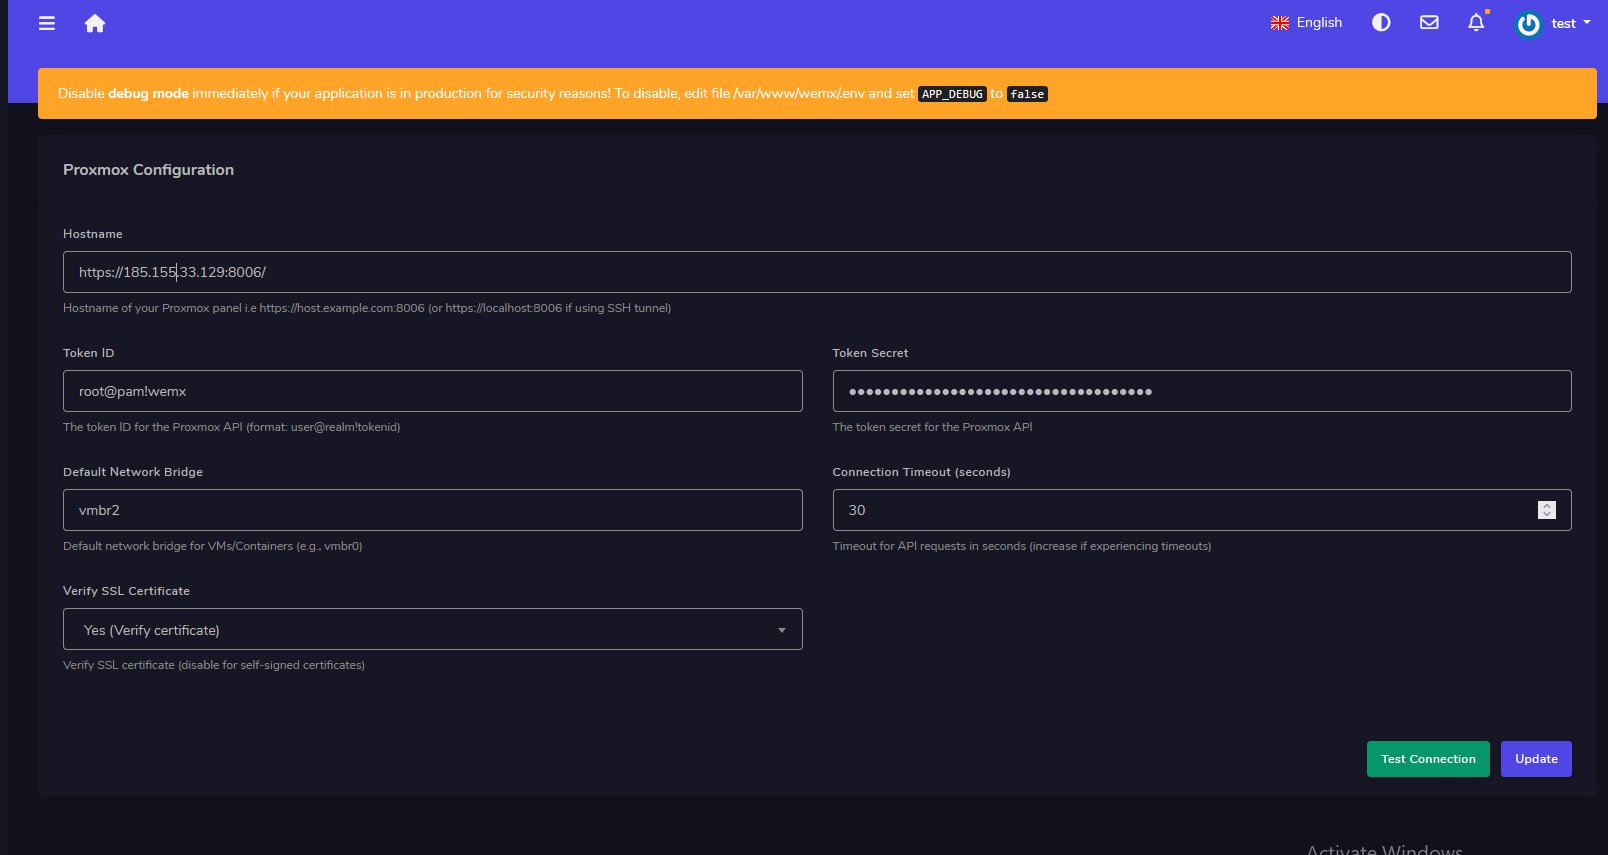 English
test
Disable debug mode immediately if your application is in production for security reasons! To disable, edit file /var/www/wemx/.env and set APP_DEBUG to false
Proxmox Configuration
Hostname
https://185.155.33.129:8006/
Hostname of your Proxmox panel i.e https://host.example.com:8006 (or https://localhost:8006 if using SSH tunnel)
Token ID
Token Secret
root@pam!wemx
••••••••••••••••••••••••••••••••••••
The token ID for the Proxmox API (format: user@realm!tokenid)
The token secret for the Proxmox API
Default Network Bridge
Connection Timeout (seconds)
vmbr2
30
Default network bridge for VMs/Containers (e.g., vmbr0)
Timeout for API requests in seconds (increase if experiencing timeouts)
Verify SSL Certificate
Yes (Verify certificate)
Verify SSL certificate (disable for self-signed certificates)
Test Connection
Update
Activate Windows